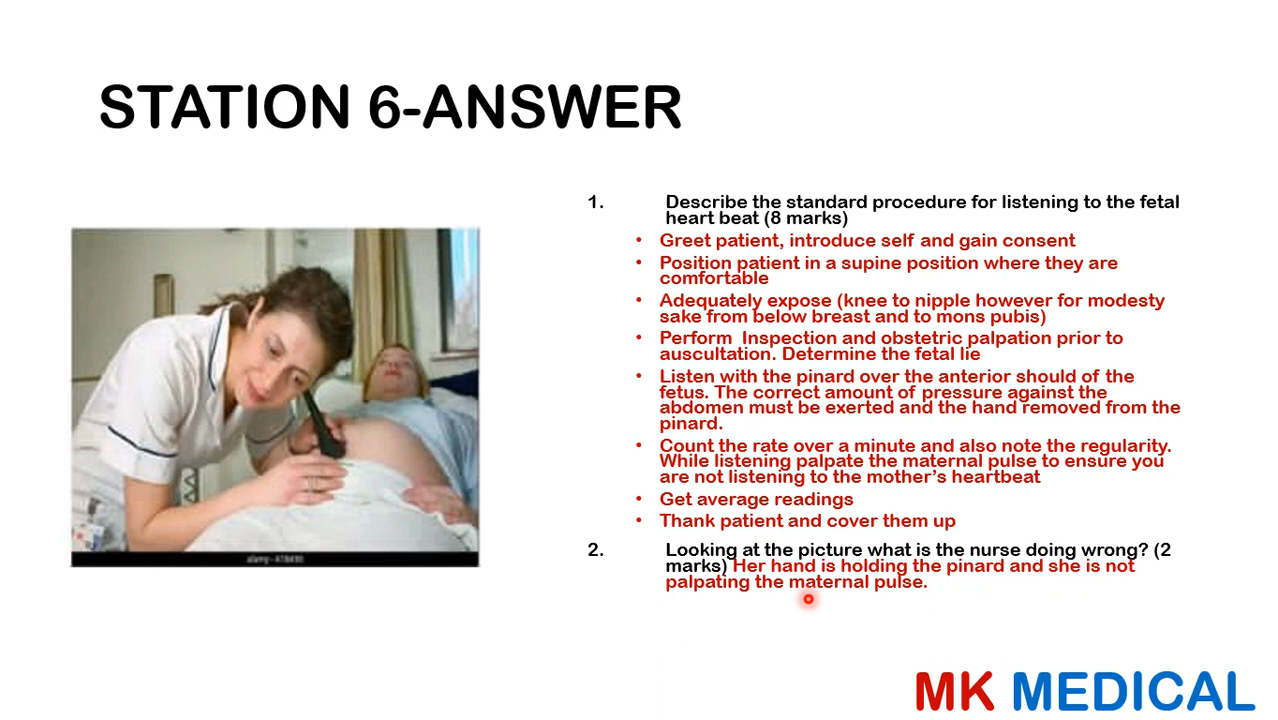 STATION 6-ANSWER
1. Describe the standard procedure for listening to the fetal
heart beat (8 marks)
• Greet patient, introduce self and gain consent
• Position patient in a supine position where they are
comfortable
• Adequately expose (knee to nipple however for modesty
sake from below breast and to mons pubis)
• Perform Inspection and obstetric palpation prior to
auscultation. Determine the fetal lie
• Listen with the pinard over the anterior should of the
fetus. The correct amount of pressure against the
abdomen must be exerted and the hand removed from the
pinard.
• Count the rate over a minute and also note the regularity.
While listening palpate the maternal pulse to ensure you
are not listening to the mother's heartbeat
• Get average readings
• Thank patient and cover them up
2. Looking at the picture what is the nurse doing wrong? (2
marks) Her hand is holding the pinard and she is not
palpating the maternal pulse.
MK MEDICAL